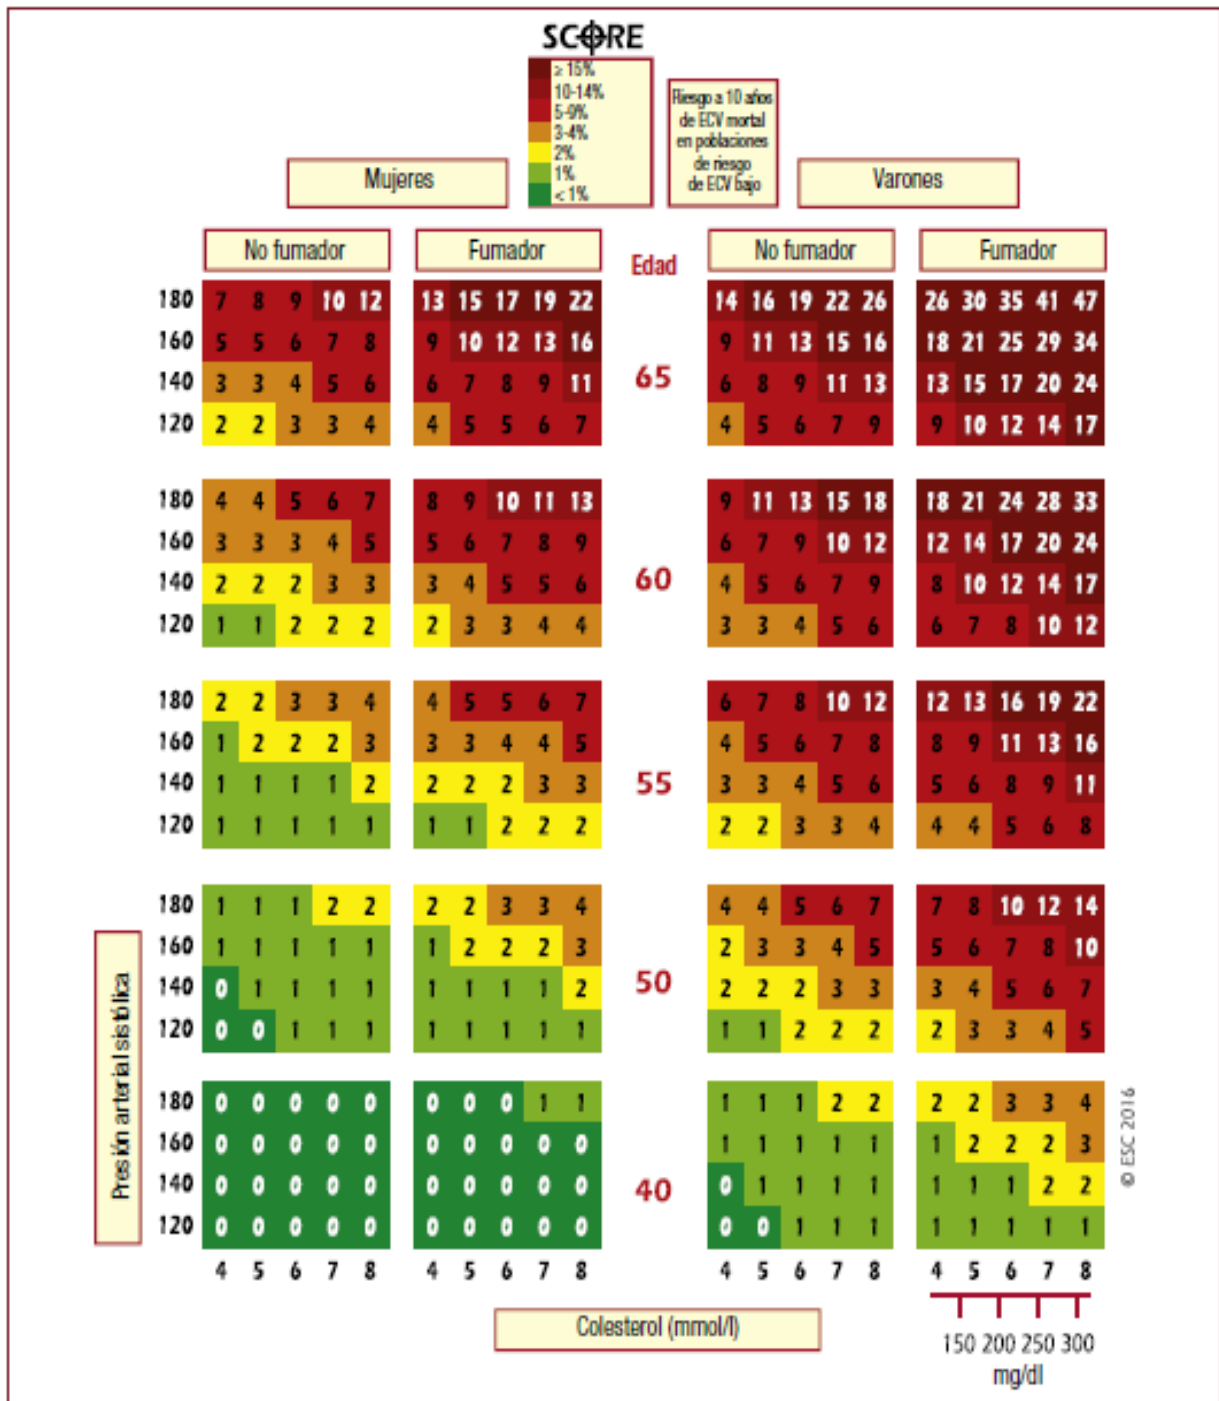 SCORE
≥ 15%
10-14%
5-9%
3-4%
2%
1%
< 1%
Riesgo a 10 años
de ECV mortal
en poblaciones
de riesgo
de ECV bajo
Mujeres
Varones
No fumador
Fumador
Edad
No fumador
Fumador
180 7 8 9 10 12 13 15 17 19 22 14 16 19 22 26 26 30 35 41 47
160 5 5 6 7 8 9 10 12 13 16 9 11 13 15 16 18 21 25 29 34
140 3 3 4 5 6 6 7 8 9 11 65 6 8 9 11 13 13 15 17 20 24
120 2 2 3 3 4 4 5 5 6 7 4 5 6 7 9 9 10 12 14 17
180 4 4 5 6 7 8 9 10 11 13 9 11 13 15 18 18 21 24 28 33
160 3 3 3 4 5 5 6 7 8 9 6 7 9 10 12 12 14 17 20 24
140 2 2 2 3 3 3 4 5 5 6 60 4 5 6 7 9 8 10 12 14 17
120 1 1 2 2 2 2 3 3 4 4 3 3 4 5 6 6 7 8 10 12
180 2 2 3 3 4 4 5 5 6 7 6 7 8 10 12 12 13 16 19 22
160 1 2 2 2 3 3 3 4 4 5 4 5 6 7 8 8 9 11 13 16
140 1 1 1 1 2 2 2 2 3 3 55 3 3 4 5 6 5 6 8 9 11
120 1 1 1 1 1 1 1 2 2 2 2 2 3 3 4 4 4 5 6 8
180 1 1 1 2 2 2 2 3 3 4 4 4 5 6 7 7 8 10 12 14
160 1 1 1 1 1 1 2 2 2 3 2 3 3 4 5 5 6 7 8 10
140 0 1 1 1 1 1 1 1 1 2 50 2 2 2 3 3 3 4 5 6 7
120 0 0 1 1 1 1 1 1 1 1 1 1 2 2 2 2 3 3 4 5
180 0 0 0 0 0 0 0 0 1 1 1 1 1 2 2 2 2 3 3 4
160 0 0 0 0 0 0 0 0 0 0 1 1 1 1 1 1 2 2 2 3
140 0 0 0 0 0 0 0 0 0 0 40 0 1 1 1 1 1 1 1 2 2
120 0 0 0 0 0 0 0 0 0 0 0 0 1 1 1 1 1 1 1 1
4 5 6 7 8 4 5 6 7 8 4 5 6 7 8 4 5 6 7 8
Presión arterial sistólica
Colesterol (mmol/l)
150 200 250 300
mg/dl
© ESC 2016